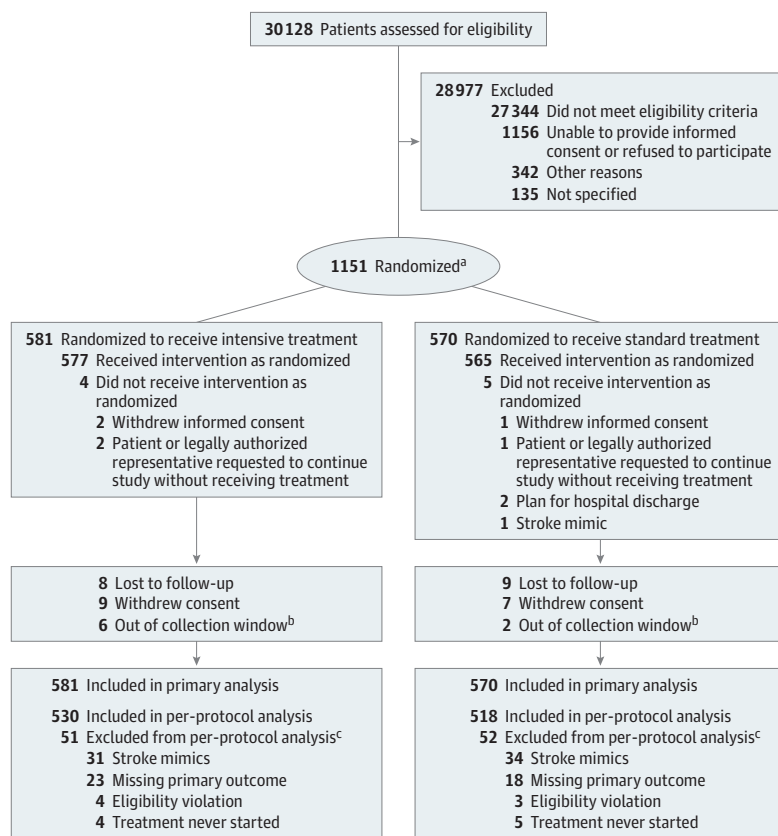 30128 Patients assessed for eligibility
28977 Excluded
27344 Did not meet eligibility criteria
1156 Unable to provide informed
consent or refused to participate
342 Other reasons
135 Not specified
1151 Randomizedᵃ
581 Randomized to receive intensive treatment
577 Received intervention as randomized
4 Did not receive intervention as
randomized
2 Withdrew informed consent
2 Patient or legally authorized
representative requested to continue
study without receiving treatment
570 Randomized to receive standard treatment
565 Received intervention as randomized
5 Did not receive intervention as
randomized
1 Withdrew informed consent
1 Patient or legally authorized
representative requested to continue
study without receiving treatment
2 Plan for hospital discharge
1 Stroke mimic
8 Lost to follow-up
9 Withdrew consent
6 Out of collection windowᵇ
9 Lost to follow-up
7 Withdrew consent
2 Out of collection windowᵇ
581 Included in primary analysis
530 Included in per-protocol analysis
51 Excluded from per-protocol analysisᶜ
31 Stroke mimics
23 Missing primary outcome
4 Eligibility violation
4 Treatment never started
570 Included in primary analysis
518 Included in per-protocol analysis
52 Excluded from per-protocol analysisᶜ
34 Stroke mimics
18 Missing primary outcome
3 Eligibility violation
5 Treatment never started